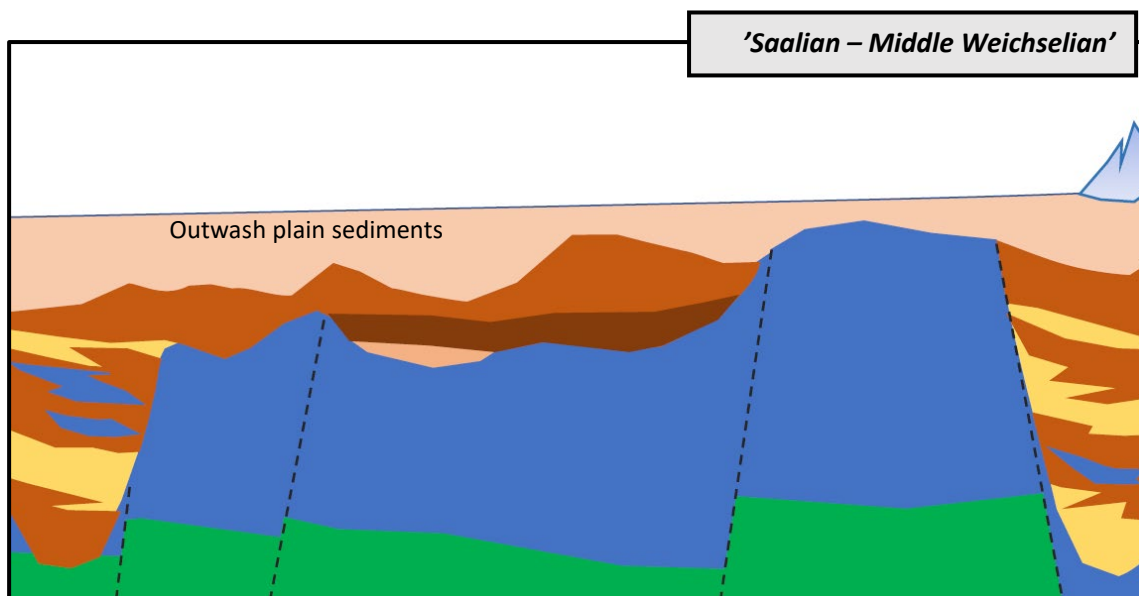 ’Saalian – Middle Weichselian’
Outwash plain sediments